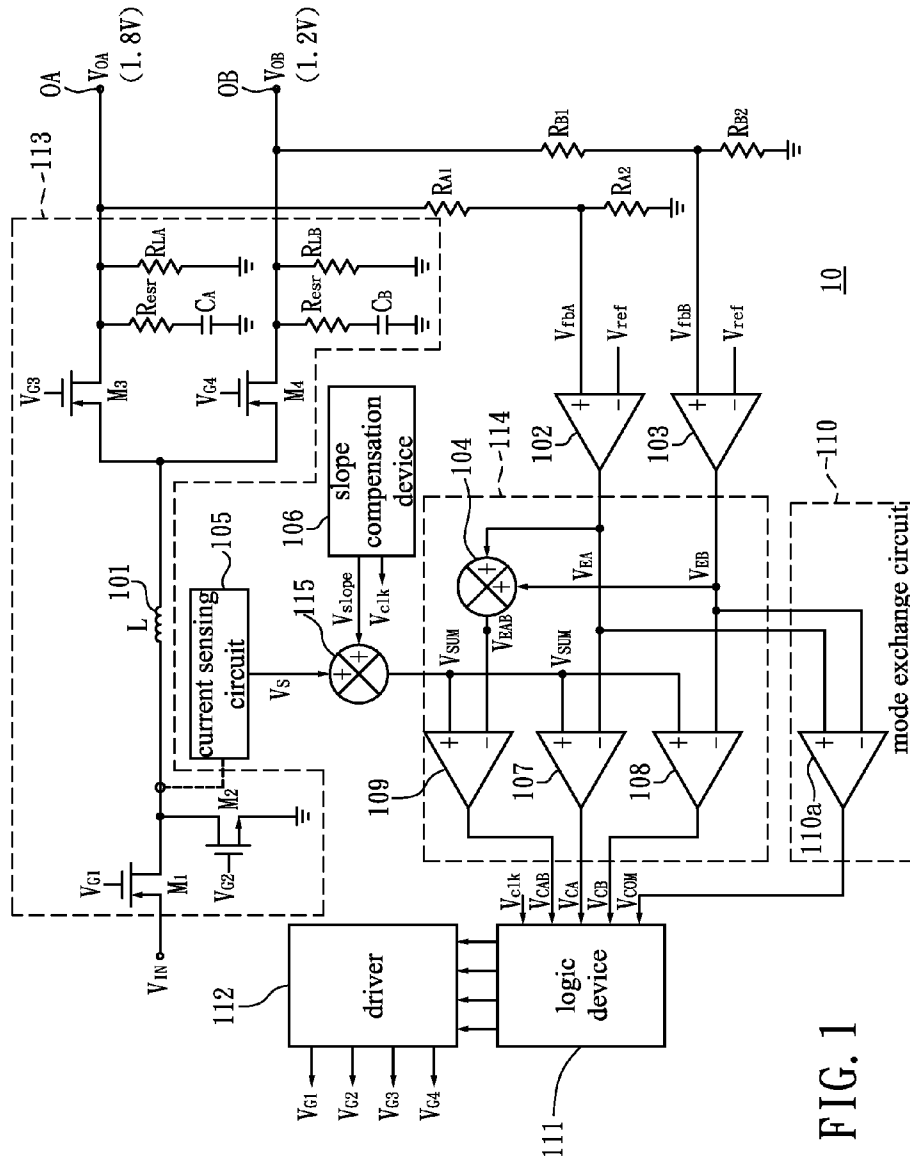 113
OA
VOA
(1.8V)
OB
VOB
(1.2V)
VG3
M3
VG4
M4
Resr
RLA
CA
Resr
RLB
CB
101
L
105
current sensing
circuit
VS
106
slope
compensation
device
Vslope
Vclk
115
VG1
M1
VIN
M2
VG2
RA1
RA2
RB1
RB2
10
VfbA
Vref
VfbB
Vref
+
-
102
+
-
103
114
104
+
+
+
+
VEA
VEB
VEAB
VSUM
VSUM
+
-
109
+
-
107
+
-
108
110
mode exchange circuit
+
-
110a
Vclk
VCAB
VCA
VCB
VCOM
112
driver
logic
device
111
VG1
VG2
VG3
VG4
FIG. 1